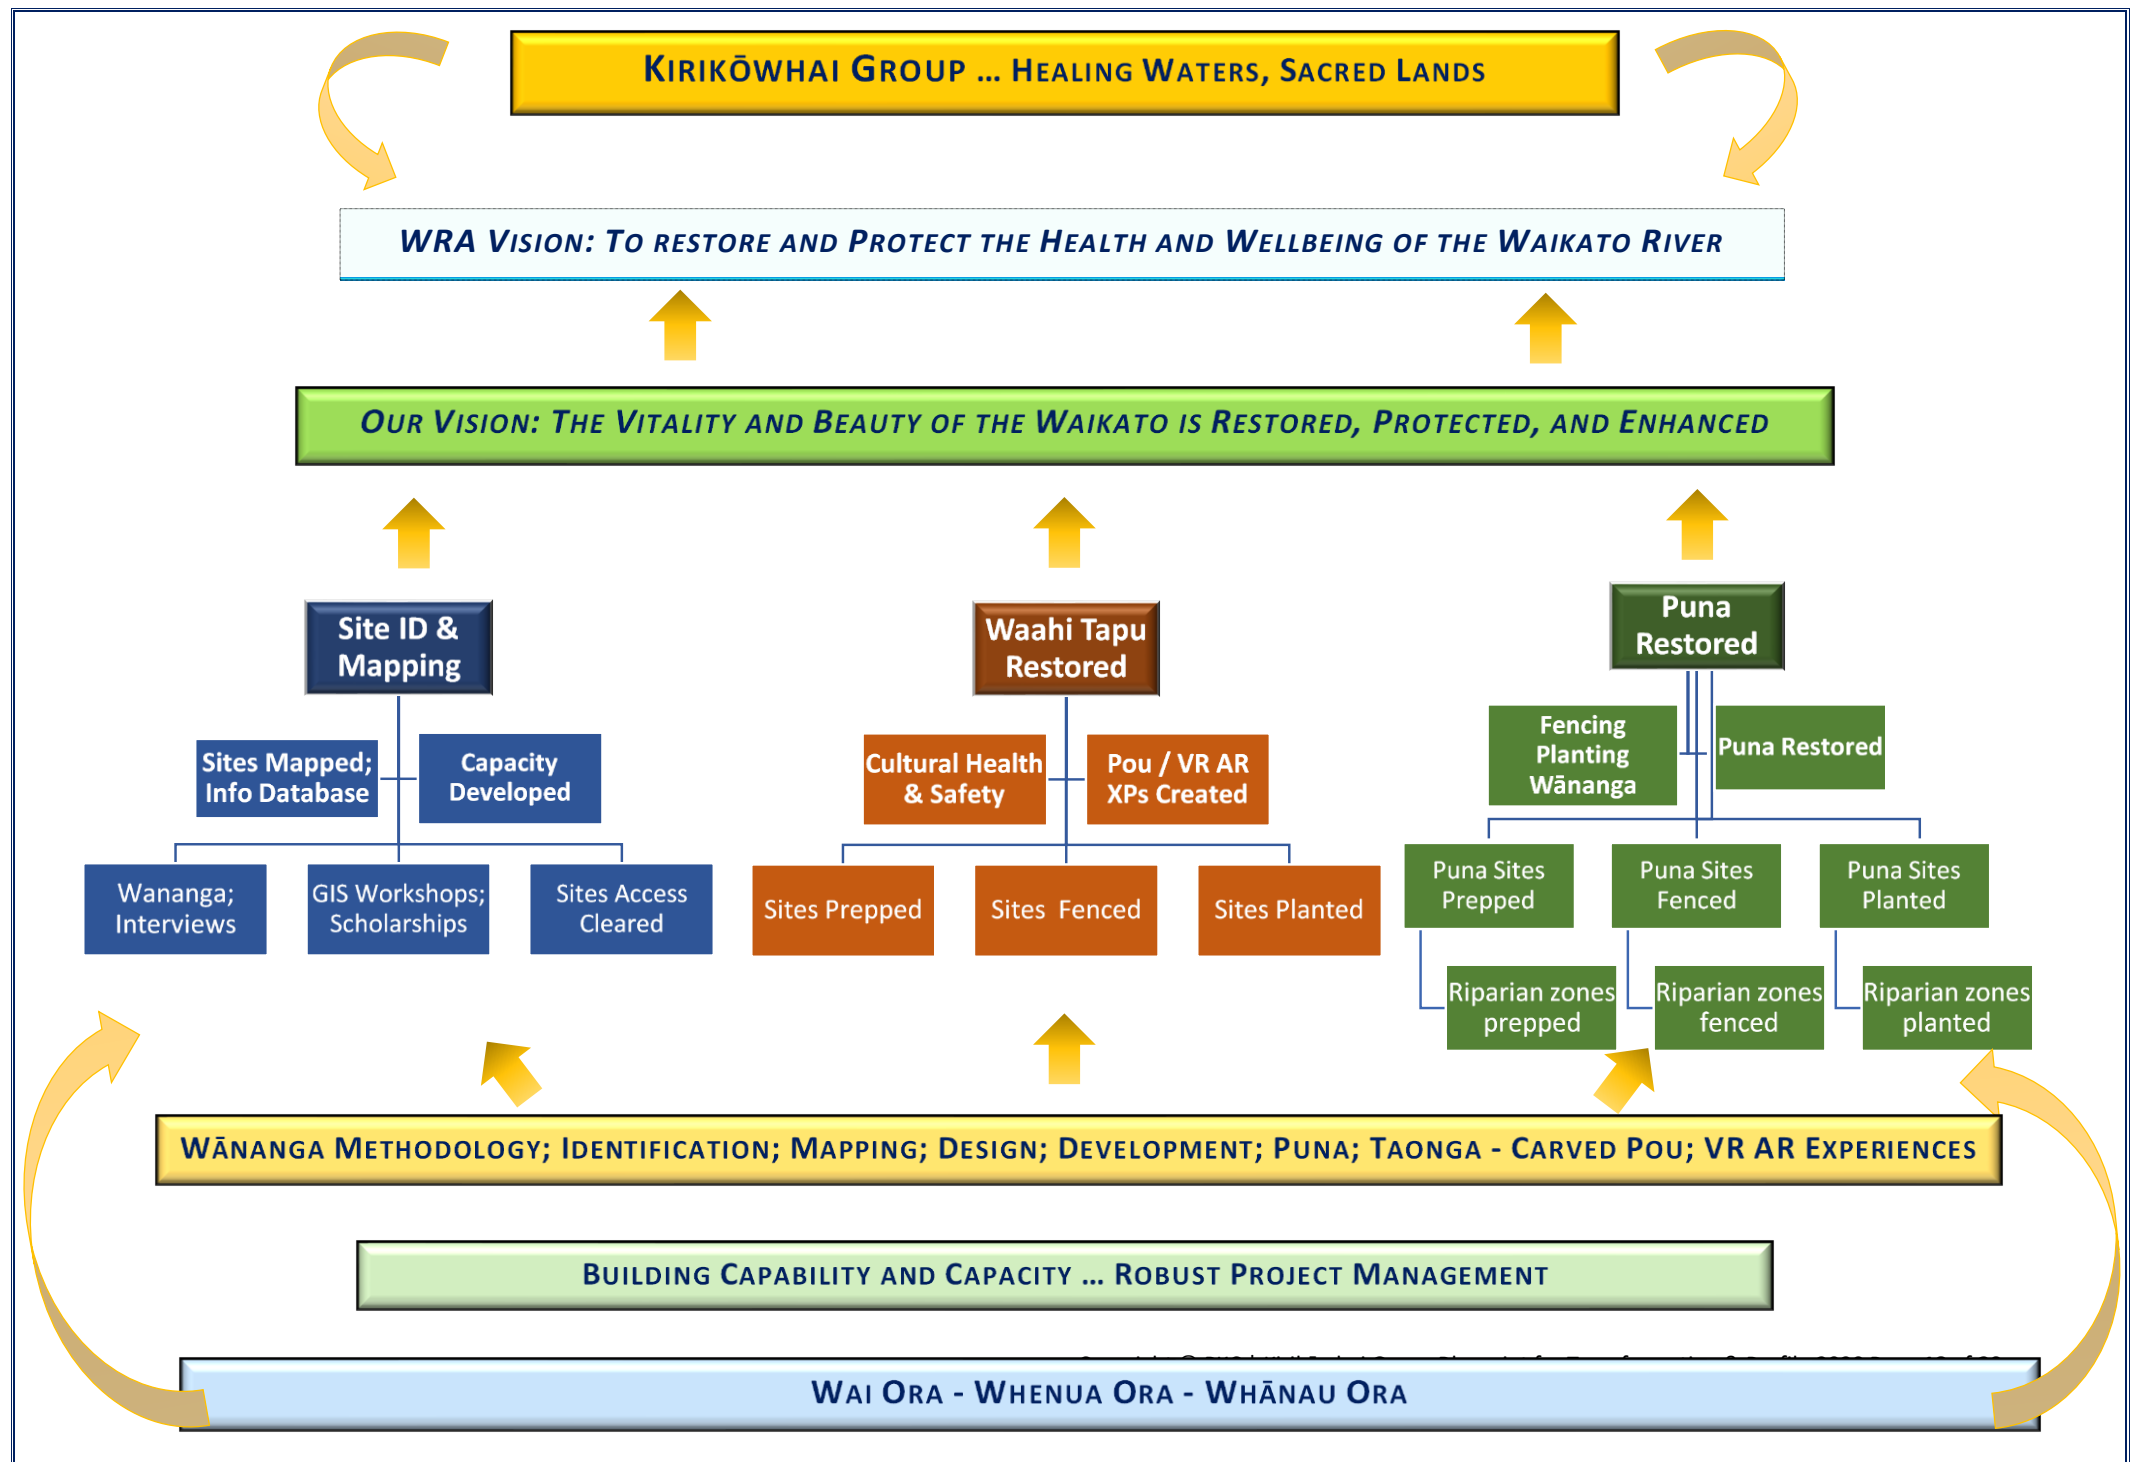 KIRIKŌWHAI GROUP … HEALING WATERS, SACRED LANDS
WRA VISION: TO RESTORE AND PROTECT THE HEALTH AND WELLBEING OF THE WAIKATO RIVER
OUR VISION: THE VITALITY AND BEAUTY OF THE WAIKATO IS RESTORED, PROTECTED, AND ENHANCED
Site ID &
Mapping
Sites Mapped;
Info Database
Capacity
Developed
Wananga;
Interviews
GIS Workshops;
Scholarships
Sites Access
Cleared
Waahi Tapu
Restored
Cultural Health
& Safety
Pou / VR AR
XPs Created
Sites Prepped
Sites Fenced
Sites Planted
Puna
Restored
Fencing
Planting
Wānanga
Puna Restored
Puna Sites
Prepped
Puna Sites
Fenced
Puna Sites
Planted
Riparian zones
prepped
Riparian zones
fenced
Riparian zones
planted
WĀNANGA METHODOLOGY; IDENTIFICATION; MAPPING; DESIGN; DEVELOPMENT; PUNA; TAONGA - CARVED POU; VR AR EXPERIENCES
BUILDING CAPABILITY AND CAPACITY … ROBUST PROJECT MANAGEMENT
WAI ORA - WHENUA ORA - WHĀNAU ORA